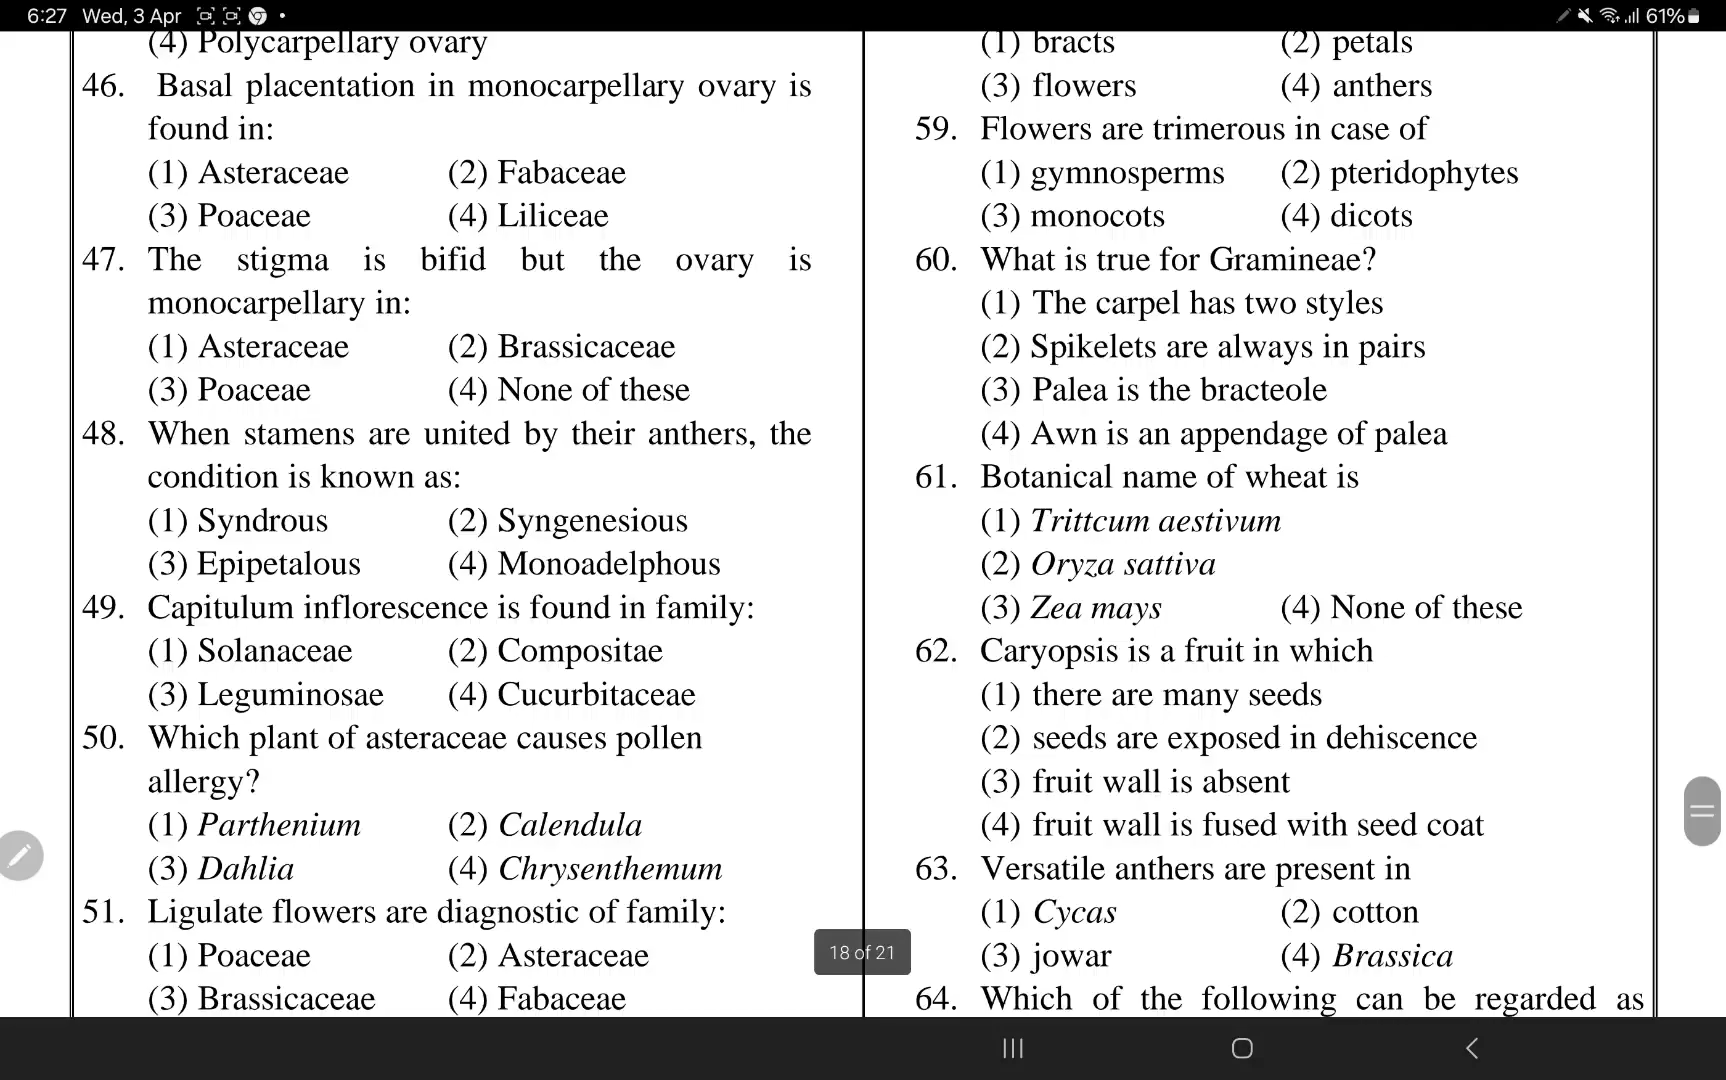 6:27 Wed, 3 Apr
61%
(4) Polycarpellary ovary
46. Basal placentation in monocarpellary ovary is
found in:
(1) Asteraceae (2) Fabaceae
(3) Poaceae (4) Liliceae
47. The stigma is bifid but the ovary is
monocarpellary in:
(1) Asteraceae (2) Brassicaceae
(3) Poaceae (4) None of these
48. When stamens are united by their anthers, the
condition is known as:
(1) Syndrous (2) Syngenesious
(3) Epipetalous (4) Monoadelphous
49. Capitulum inflorescence is found in family:
(1) Solanaceae (2) Compositae
(3) Leguminosae (4) Cucurbitaceae
50. Which plant of asteraceae causes pollen
allergy?
(1) Parthenium (2) Calendula
(3) Dahlia (4) Chrysenthemum
51. Ligulate flowers are diagnostic of family:
(1) Poaceae (2) Asteraceae
(3) Brassicaceae (4) Fabaceae
(1) bracts (2) petals
(3) flowers (4) anthers
59. Flowers are trimerous in case of
(1) gymnosperms (2) pteridophytes
(3) monocots (4) dicots
60. What is true for Gramineae?
(1) The carpel has two styles
(2) Spikelets are always in pairs
(3) Palea is the bracteole
(4) Awn is an appendage of palea
61. Botanical name of wheat is
(1) Trittcum aestivum
(2) Oryza sattiva
(3) Zea mays (4) None of these
62. Caryopsis is a fruit in which
(1) there are many seeds
(2) seeds are exposed in dehiscence
(3) fruit wall is absent
(4) fruit wall is fused with seed coat
63. Versatile anthers are present in
(1) Cycas (2) cotton
(3) jowar (4) Brassica
64. Which of the following can be regarded as
18 of 21